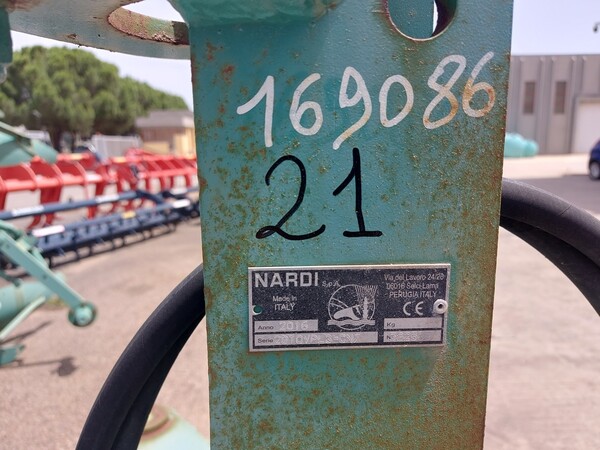 169086
21
NARDI S.p.A.
Via del Lavoro 24/26
06016 Selci-Lama
PERUGIA ITALY
Made in
ITALY
CE
Anno 2016
Kg
Serie
N°